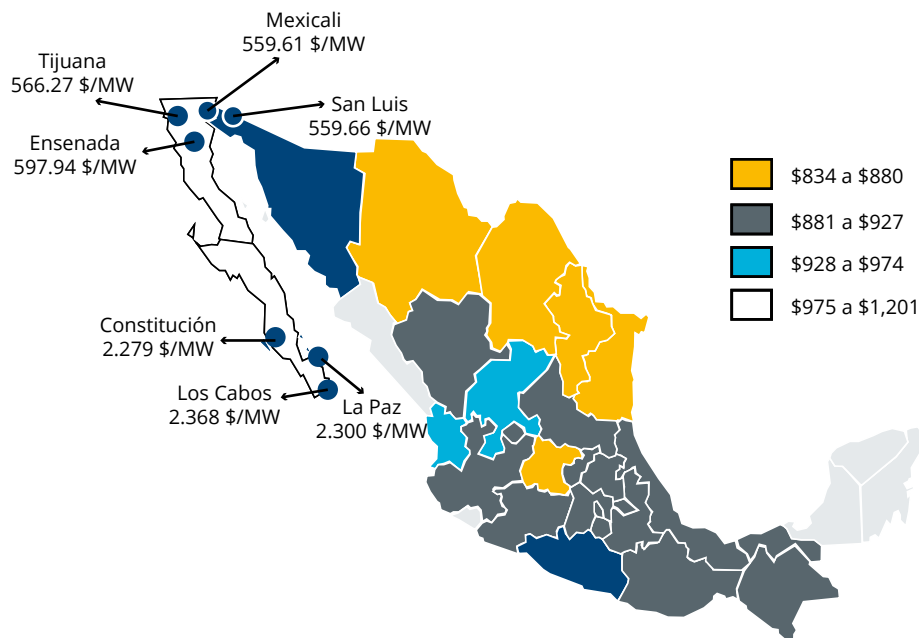 Mexicali
559.61 $/MW
Tijuana
566.27 $/MW
San Luis
559.66 $/MW
Ensenada
597.94 $/MW
$834 a $880
$881 a $927
$928 a $974
$975 a $1,201
Constitución
2.279 $/MW
Los Cabos
2.368 $/MW
La Paz
2.300 $/MW